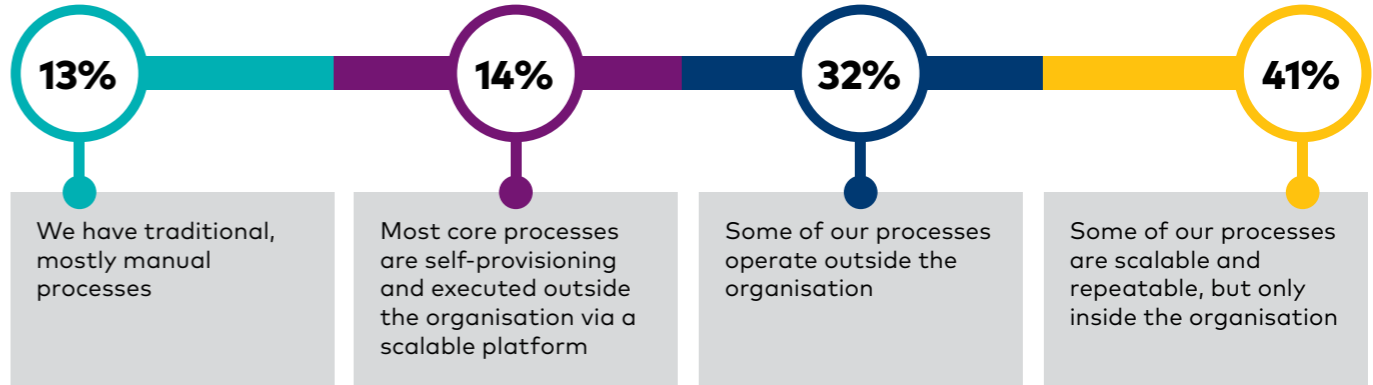 13%
14%
32%
41%
We have traditional,
mostly manual
processes
Most core processes
are self-provisioning
and executed outside
the organisation via a
scalable platform
Some of our processes
operate outside the
organisation
Some of our processes
are scalable and
repeatable, but only
inside the organisation